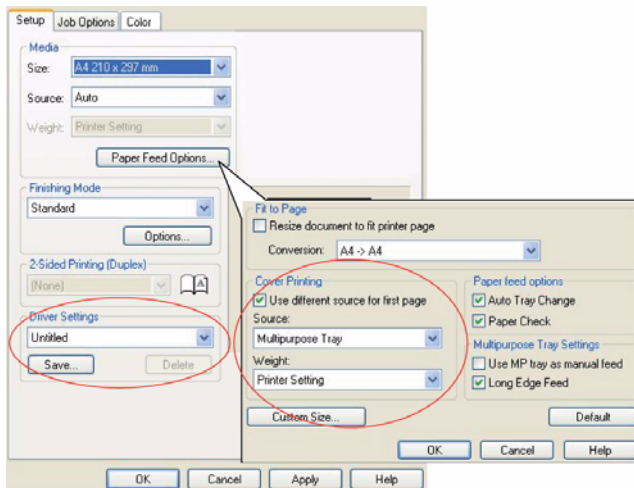 Setup Job Options Color
Media
Size: A4 210 x 297 mm
Source: Auto
Weight: Printer Setting
Paper Feed Options...
Finishing Mode
Standard
Options...
2-Sided Printing (Duplex)
(None)
A
Driver Settings
Untitled
Save... Delete
OK Cancel Apply Help
Fit to Page
Resize document to fit printer page
Conversion: A4 -> A4
Cover Printing
Use different source for first page
Source:
Multipurpose Tray
Weight:
Printer Setting
Custom Size...
Paper feed options
Auto Tray Change
Paper Check
Multipurpose Tray Settings
Use MP tray as manual feed
Long Edge Feed
Default
OK Cancel Help